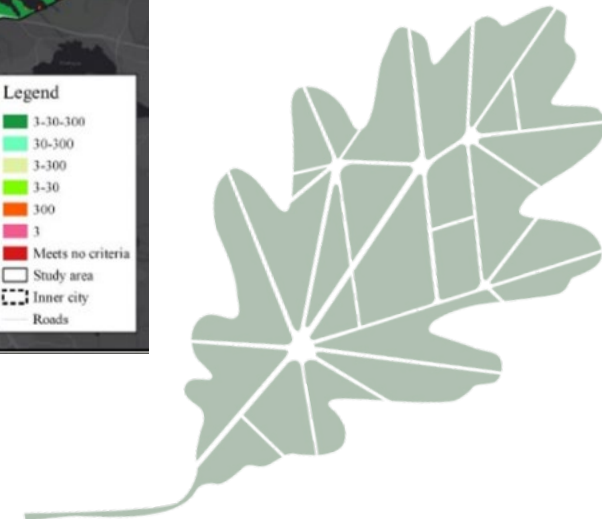 Legend
3-30-300
30-300
3-300
3-30
300
3
Meets no criteria
Study area
Inner city
Roads